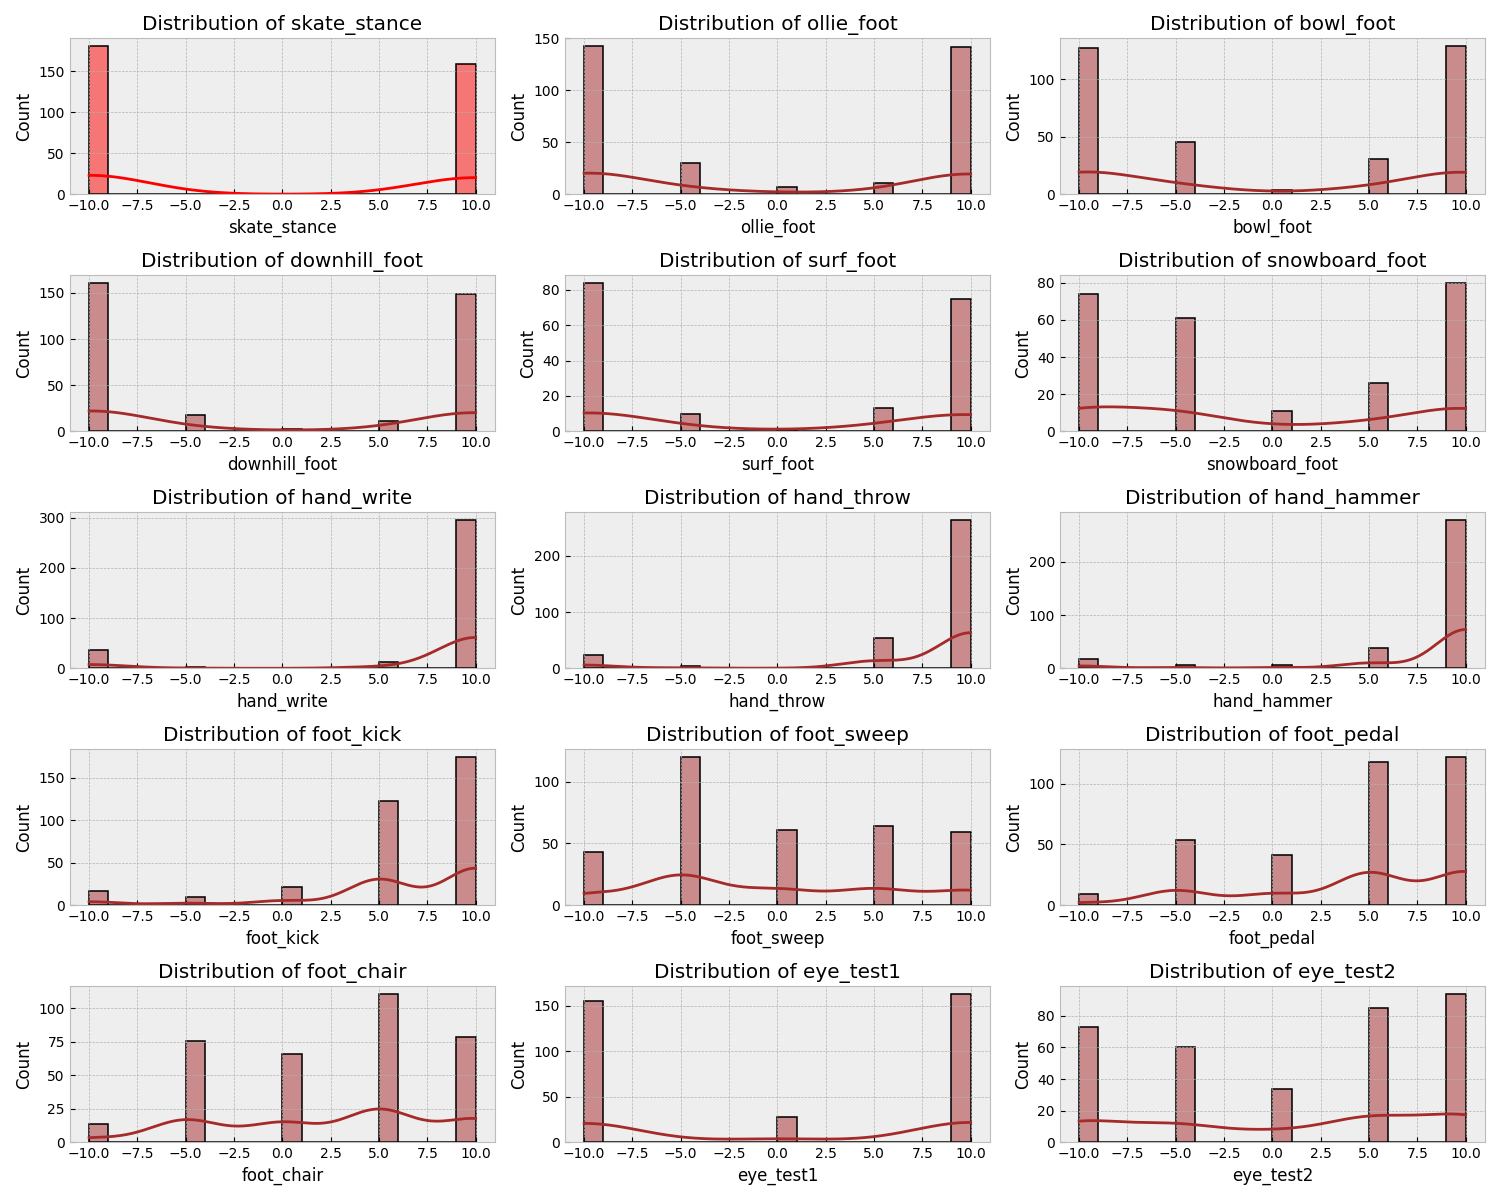 Distribution of skate_stance
Distribution of ollie_foot
Distribution of bowl_foot
Count
150
100
50
0
−10.0 −7.5 −5.0 −2.5 0.0 2.5 5.0 7.5 10.0
skate_stance
Count
150
100
50
0
−10.0 −7.5 −5.0 −2.5 0.0 2.5 5.0 7.5 10.0
ollie_foot
Count
100
50
0
−10.0 −7.5 −5.0 −2.5 0.0 2.5 5.0 7.5 10.0
bowl_foot
Distribution of downhill_foot
Distribution of surf_foot
Distribution of snowboard_foot
Count
150
100
50
0
−10.0 −7.5 −5.0 −2.5 0.0 2.5 5.0 7.5 10.0
downhill_foot
Count
80
60
40
20
0
−10.0 −7.5 −5.0 −2.5 0.0 2.5 5.0 7.5 10.0
surf_foot
Count
80
60
40
20
0
−10.0 −7.5 −5.0 −2.5 0.0 2.5 5.0 7.5 10.0
snowboard_foot
Distribution of hand_write
Distribution of hand_throw
Distribution of hand_hammer
Count
300
200
100
0
−10.0 −7.5 −5.0 −2.5 0.0 2.5 5.0 7.5 10.0
hand_write
Count
200
100
0
−10.0 −7.5 −5.0 −2.5 0.0 2.5 5.0 7.5 10.0
hand_throw
Count
200
100
0
−10.0 −7.5 −5.0 −2.5 0.0 2.5 5.0 7.5 10.0
hand_hammer
Distribution of foot_kick
Distribution of foot_sweep
Distribution of foot_pedal
Count
150
100
50
0
−10.0 −7.5 −5.0 −2.5 0.0 2.5 5.0 7.5 10.0
foot_kick
Count
100
50
0
−10.0 −7.5 −5.0 −2.5 0.0 2.5 5.0 7.5 10.0
foot_sweep
Count
100
50
0
−10.0 −7.5 −5.0 −2.5 0.0 2.5 5.0 7.5 10.0
foot_pedal
Distribution of foot_chair
Distribution of eye_test1
Distribution of eye_test2
Count
100
75
50
25
0
−10.0 −7.5 −5.0 −2.5 0.0 2.5 5.0 7.5 10.0
foot_chair
Count
150
100
50
0
−10.0 −7.5 −5.0 −2.5 0.0 2.5 5.0 7.5 10.0
eye_test1
Count
80
60
40
20
0
−10.0 −7.5 −5.0 −2.5 0.0 2.5 5.0 7.5 10.0
eye_test2